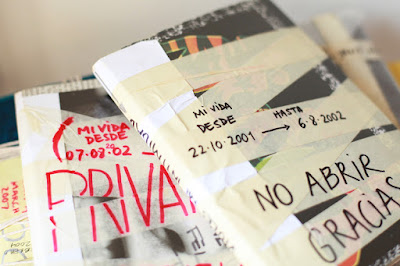 MI VIDA
DESDE
07-08-02
PRIVA
MI VIDA
DESDE
HASTA
22-10-2001 → 6-8-2002
NO ABRIR
GRACIAS